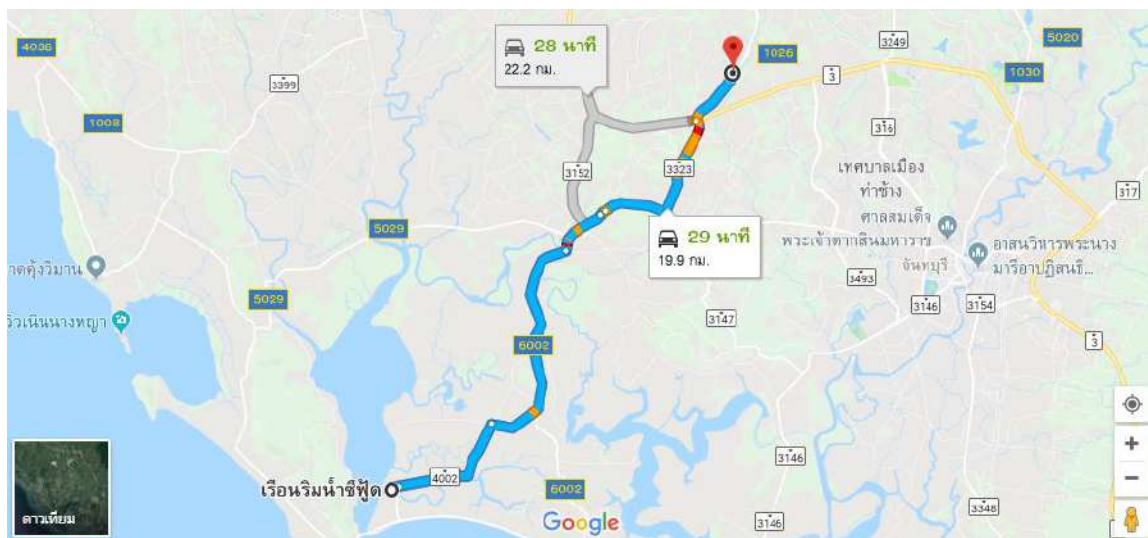 4036
3399
1008
28 นาที
22.2 กม.
1026
3249
5020
1030
3
316
317
เทศบาลเมือง
ท่าช้าง
3152
3323
ศาลสมเด็จ
พระเจ้าตากสินมหาราช
5029
29 นาที
19.9 กม.
อาสนวิหารพระนาง
มารีอาปฏิสนธิ...
จันทบุรี
าดคุ้งวิมาน
5029
3493
3146
3154
วิวเนินนางพญา
3147
6002
3
3146
4002
เรือนริมน้ำซีฟู้ด
6002
3146
3348
ดาวเทียม
Google